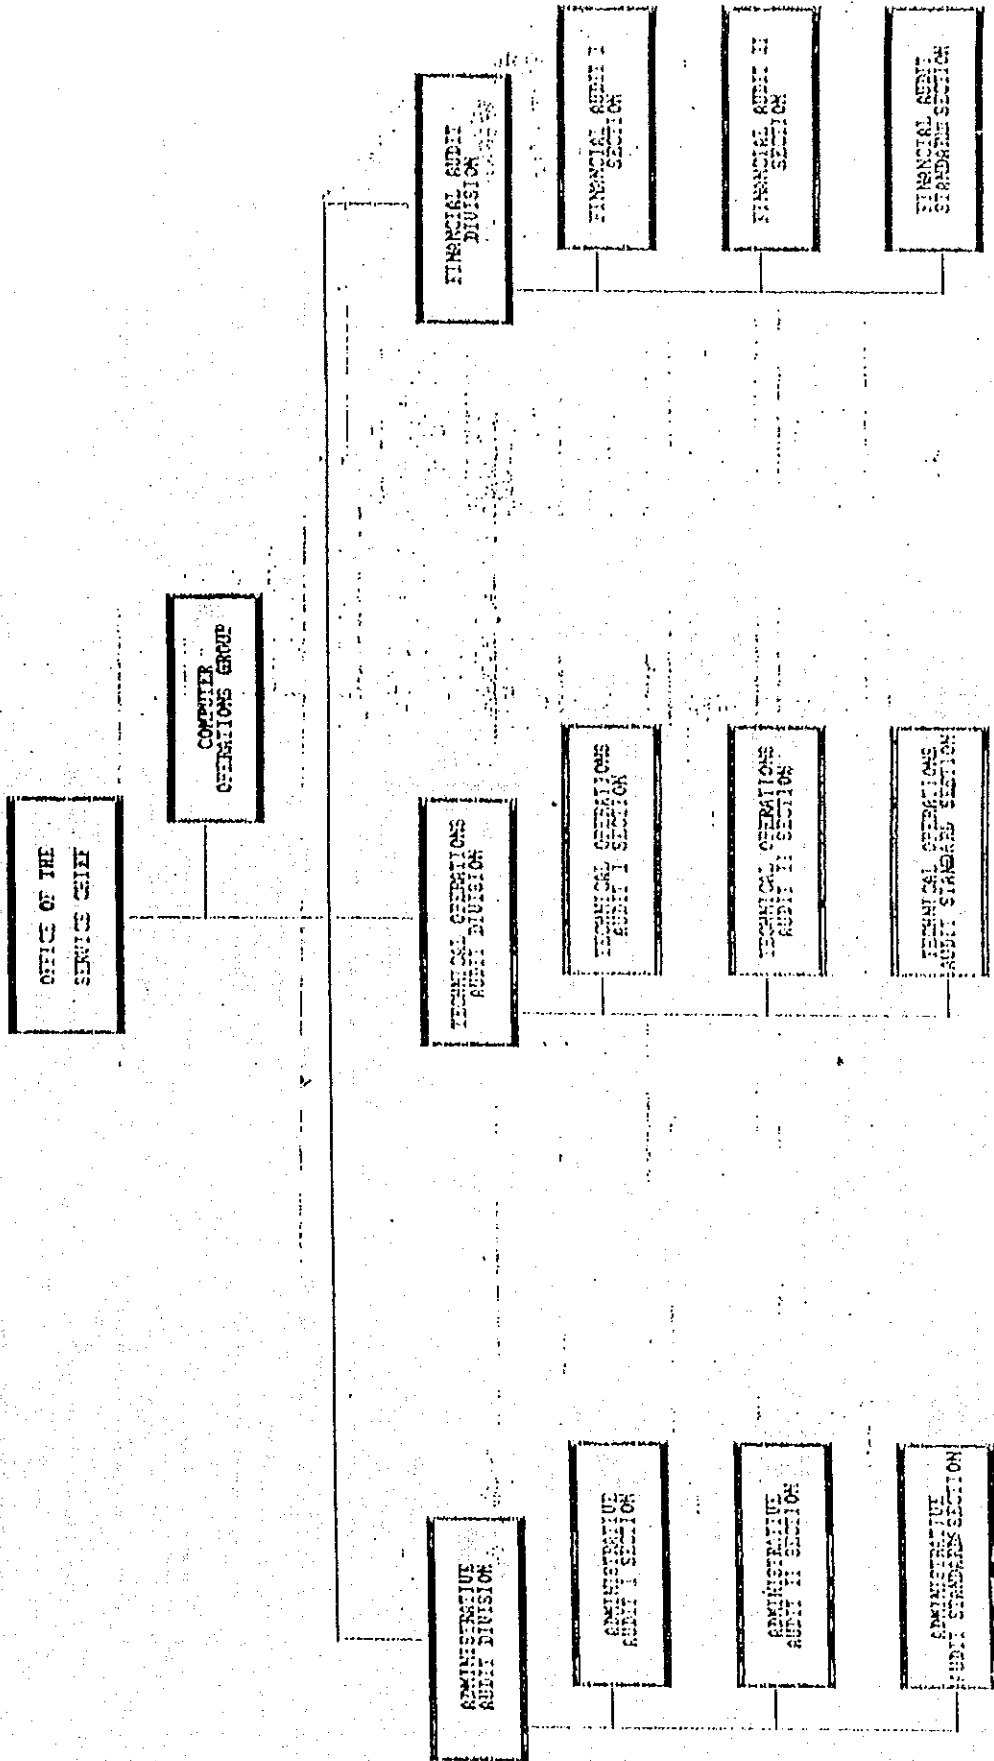 OFFICE OF THE
SERVICE CHIEF
COMPUTER
OPERATIONS GROUP
ADMINISTRATIVE
AUDIT DIVISION
TECHNICAL OPERATIONS
AUDIT DIVISION
FINANCIAL AUDIT
DIVISION
ADMINISTRATIVE
AUDIT I SECTION
TECHNICAL OPERATIONS
AUDIT I SECTION
FINANCIAL AUDIT I
SECTION
ADMINISTRATIVE
AUDIT II SECTION
TECHNICAL OPERATIONS
AUDIT II SECTION
FINANCIAL AUDIT II
SECTION
ADMINISTRATIVE
AUDIT STANDARDS SECTION
TECHNICAL OPERATIONS
AUDIT STANDARD SECTION
FINANCIAL AUDIT
STANDARDS SECTION